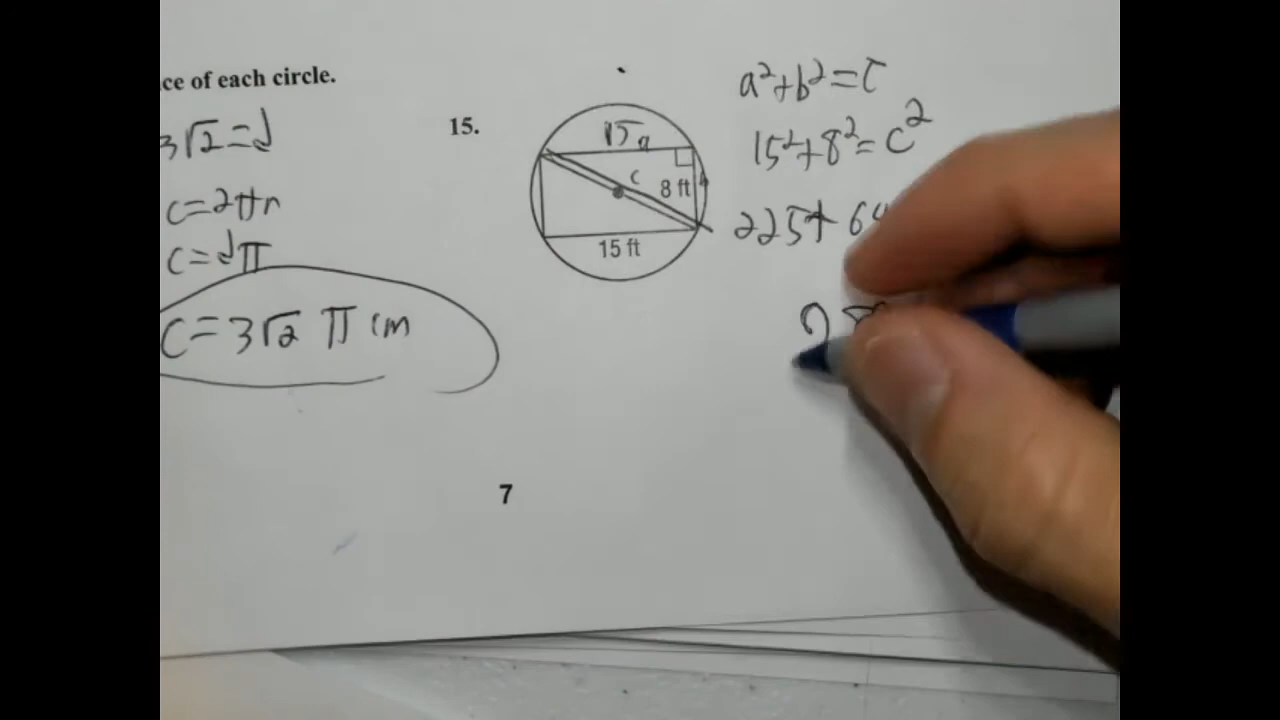 ce of each circle.
3√2=d
c=2πr
c=dπ
C=3√2 π cm
15.
15 a
c
8 ft
15 ft
a²+b²=c
15²+8²=c²
225+64
7